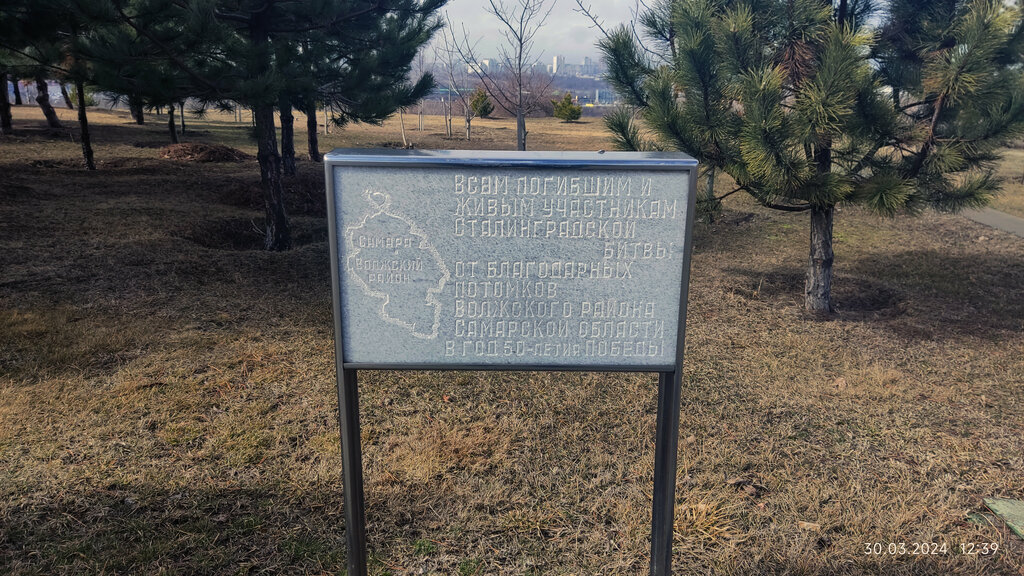 ВСЕМ ПОГИБШИМ И
ЖИВЫМ УЧАСТНИКАМ
СТАЛИНГРАДСКОЙ
БИТВЫ,
ОТ БЛАГОДАРНЫХ
ПОТОМКОВ
ВОЛЖСКОГО РАЙОНА
САМАРСКОЙ ОБЛАСТИ
В ГОД 50-летия ПОБЕДЫ
САМАРА
ВОЛЖСКИЙ
РАЙОН
30.03.2024 12:39